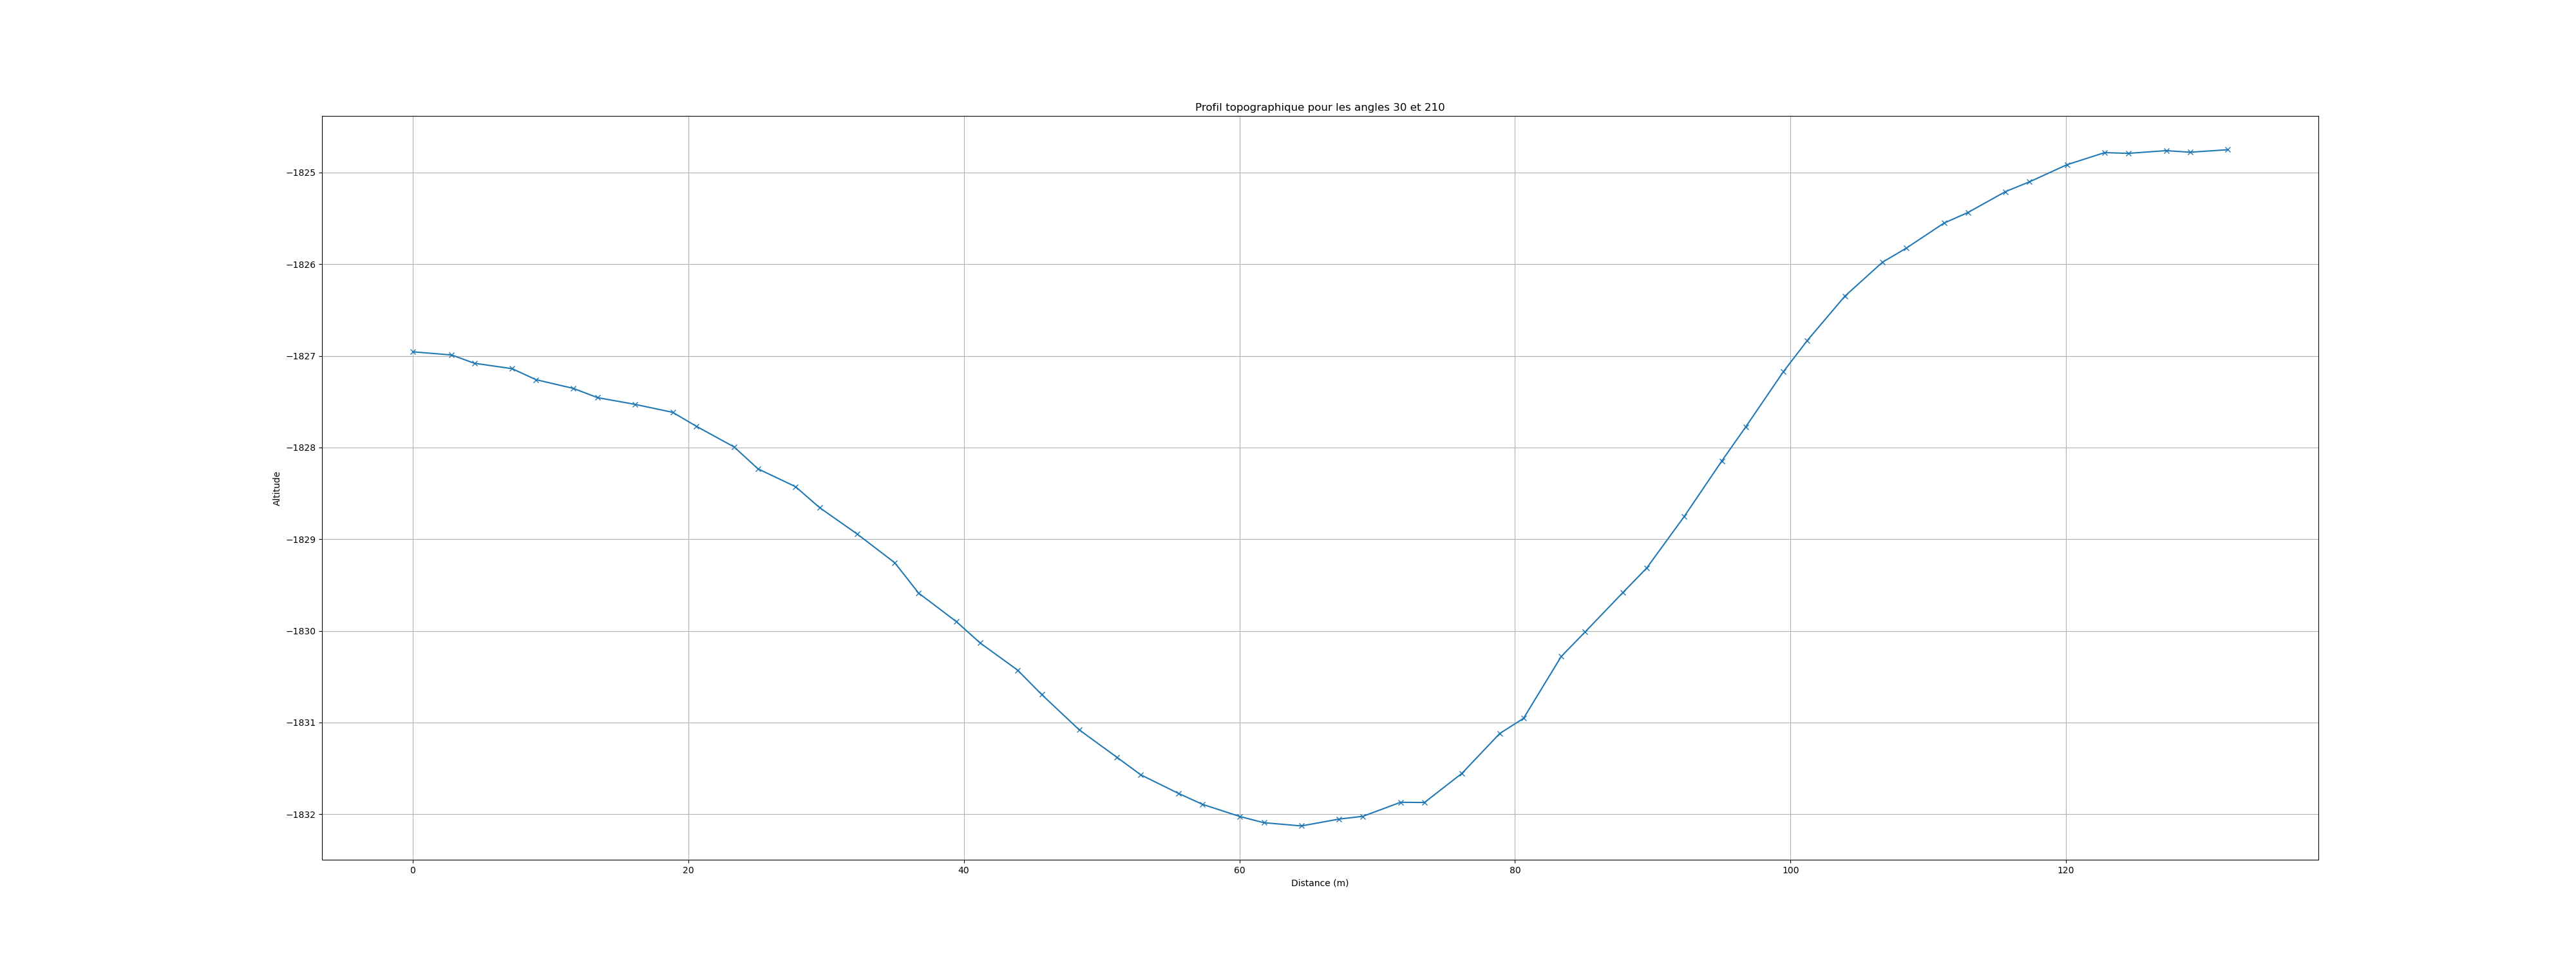 Profil topographique pour les angles 30 et 210
−1825
−1826
−1827
−1828
−1829
−1830
−1831
−1832
Altitude
0 20 40 60 80 100 120
Distance (m)